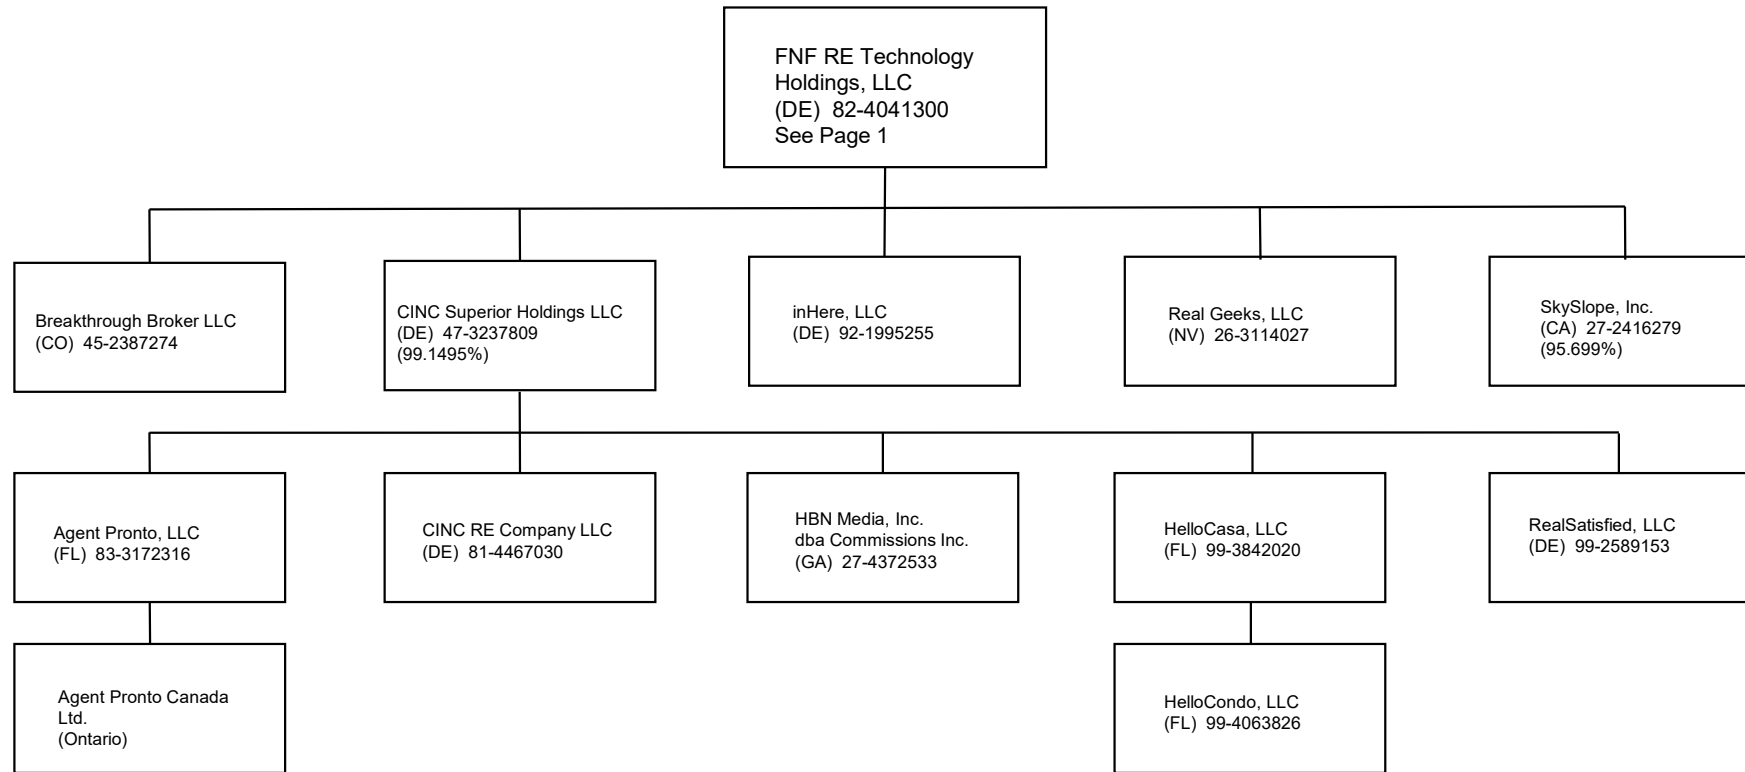 FNF RE Technology
Holdings, LLC
(DE) 82-4041300
See Page 1
Breakthrough Broker LLC
(CO) 45-2387274
CINC Superior Holdings LLC
(DE) 47-3237809
(99.1495%)
inHere, LLC
(DE) 92-1995255
Real Geeks, LLC
(NV) 26-3114027
SkySlope, Inc.
(CA) 27-2416279
(95.699%)
Agent Pronto, LLC
(FL) 83-3172316
CINC RE Company LLC
(DE) 81-4467030
HBN Media, Inc.
dba Commissions Inc.
(GA) 27-4372533
HelloCasa, LLC
(FL) 99-3842020
RealSatisfied, LLC
(DE) 99-2589153
Agent Pronto Canada
Ltd.
(Ontario)
HelloCondo, LLC
(FL) 99-4063826